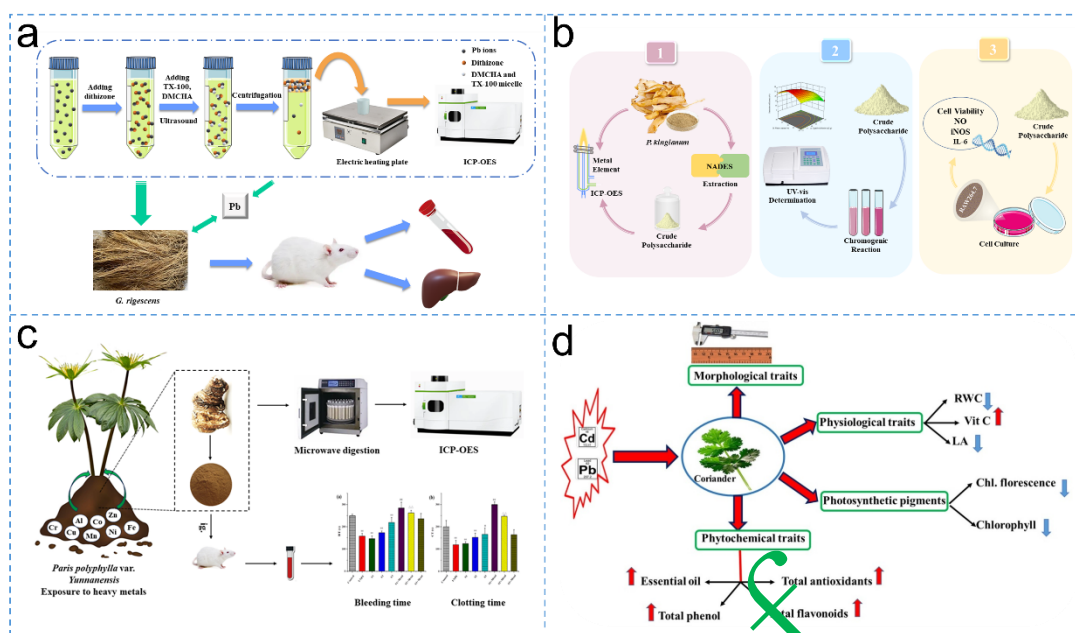 a
Adding
dithizone
Adding
TX-100,
DMCHA
Ultrasound
Centrifugation
Electric heating plate
Pb ions
Dithizone
DMCHA and
TX-100 micelle
ICP-OES
Pb
G. rigescens
b
1
P. kingianum
Metal
Element
ICP-OES
NADES
Extraction
Crude
Polysaccharide
2
Crude
Polysaccharide
UV-vis
Determination
Chromogenic
Reaction
3
Cell Viability
NO
iNOS
IL-6
Crude
Polysaccharide
RAW264.7
Cell Culture
c
Cr
Al
Cu
Co
Mn
Zn
Ni
Fe
Paris polyphylla var.
Yunnanensis
Exposure to heavy metals
Microwave digestion
ICP-OES
(a)
(b)
Bleeding time
Clotting time
d
Morphological traits
Cd
Pb
Coriander
Physiological traits
RWC
Vit C
LA
Photosynthetic pigments
Chl. florescence
Chlorophyll
Phytochemical traits
Essential oil
Total antioxidants
Total phenol
flavonoids